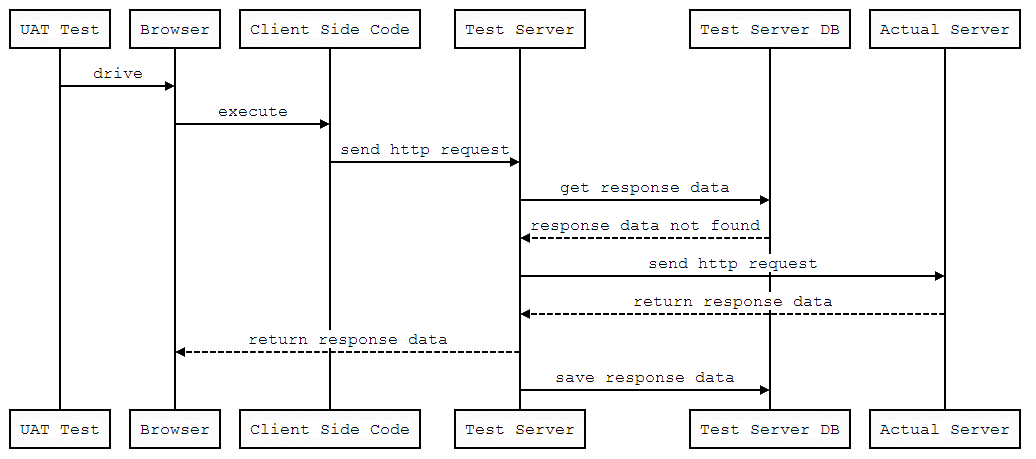 UAT Test Browser Client Side Code Test Server Test Server DB Actual Server
drive
execute
send http request
get response data
response data not found
send http request
return response data
return response data
save response data
UAT Test Browser Client Side Code Test Server Test Server DB Actual Server